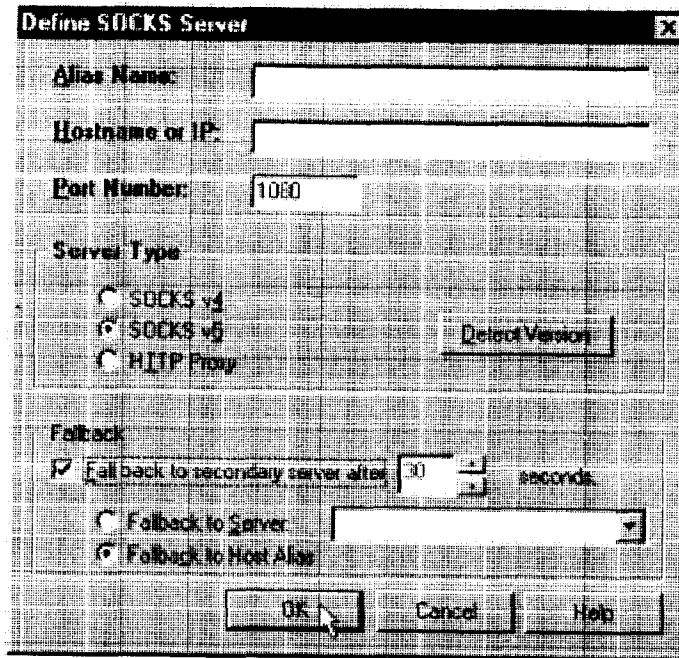 Define SOCKS Server
Alias Name:
Hostname or IP:
Port Number: 1080
Server Type
SOCKS v4
SOCKS v5
Detect Version
HTTP Proxy
Fallback
Fall back to secondary server after seconds.
Fallback to Server:
Fallback to Host Alias
OK Cancel Help